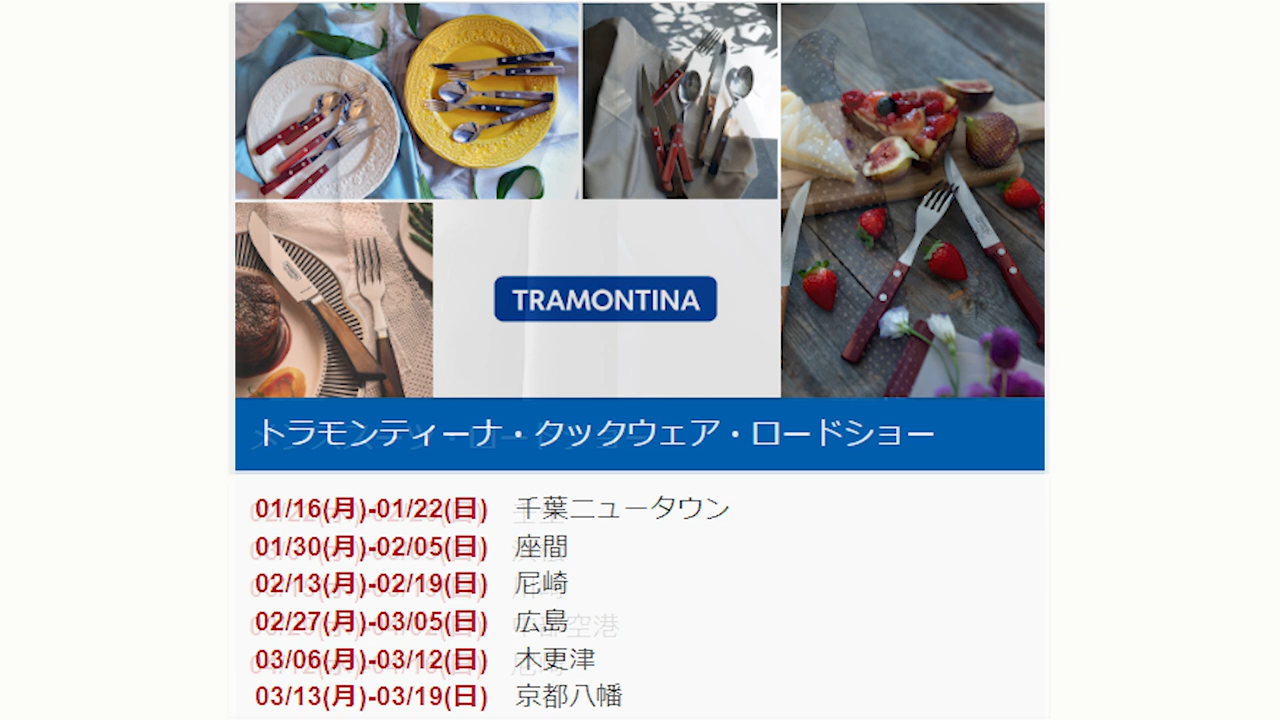 TRAMONTINA
トラモンティーナ・クックウェア・ロードショー
01/16(月)-01/22(日) 千葉ニュータウン
01/30(月)-02/05(日) 座間
02/13(月)-02/19(日) 尼崎
02/27(月)-03/05(日) 広島
03/06(月)-03/12(日) 木更津
03/13(月)-03/19(日) 京都八幡